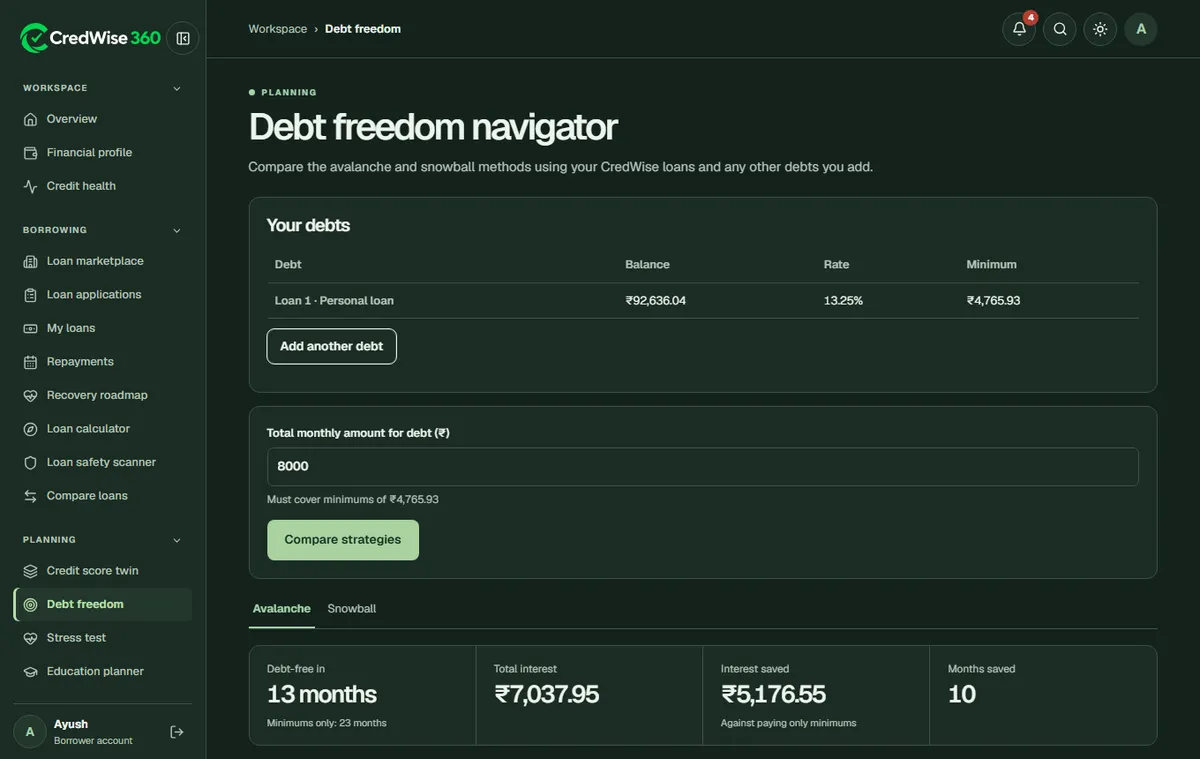 CredWise 360
WORKSPACE
Overview
Financial profile
Credit health
BORROWING
Loan marketplace
Loan applications
My loans
Repayments
Recovery roadmap
Loan calculator
Loan safety scanner
Compare loans
PLANNING
Credit score twin
Debt freedom
Stress test
Education planner
A
Ayush
Borrower account
Workspace › Debt freedom
4
A
PLANNING
Debt freedom navigator
Compare the avalanche and snowball methods using your CredWise loans and any other debts you add.
Your debts
Debt Balance Rate Minimum
Loan 1 · Personal loan ₹92,636.04 13.25% ₹4,765.93
Add another debt
Total monthly amount for debt (₹)
8000
Must cover minimums of ₹4,765.93
Compare strategies
Avalanche Snowball
Debt-free in
13 months
Minimums only: 23 months
Total interest
₹7,037.95
Interest saved
₹5,176.55
Against paying only minimums
Months saved
10